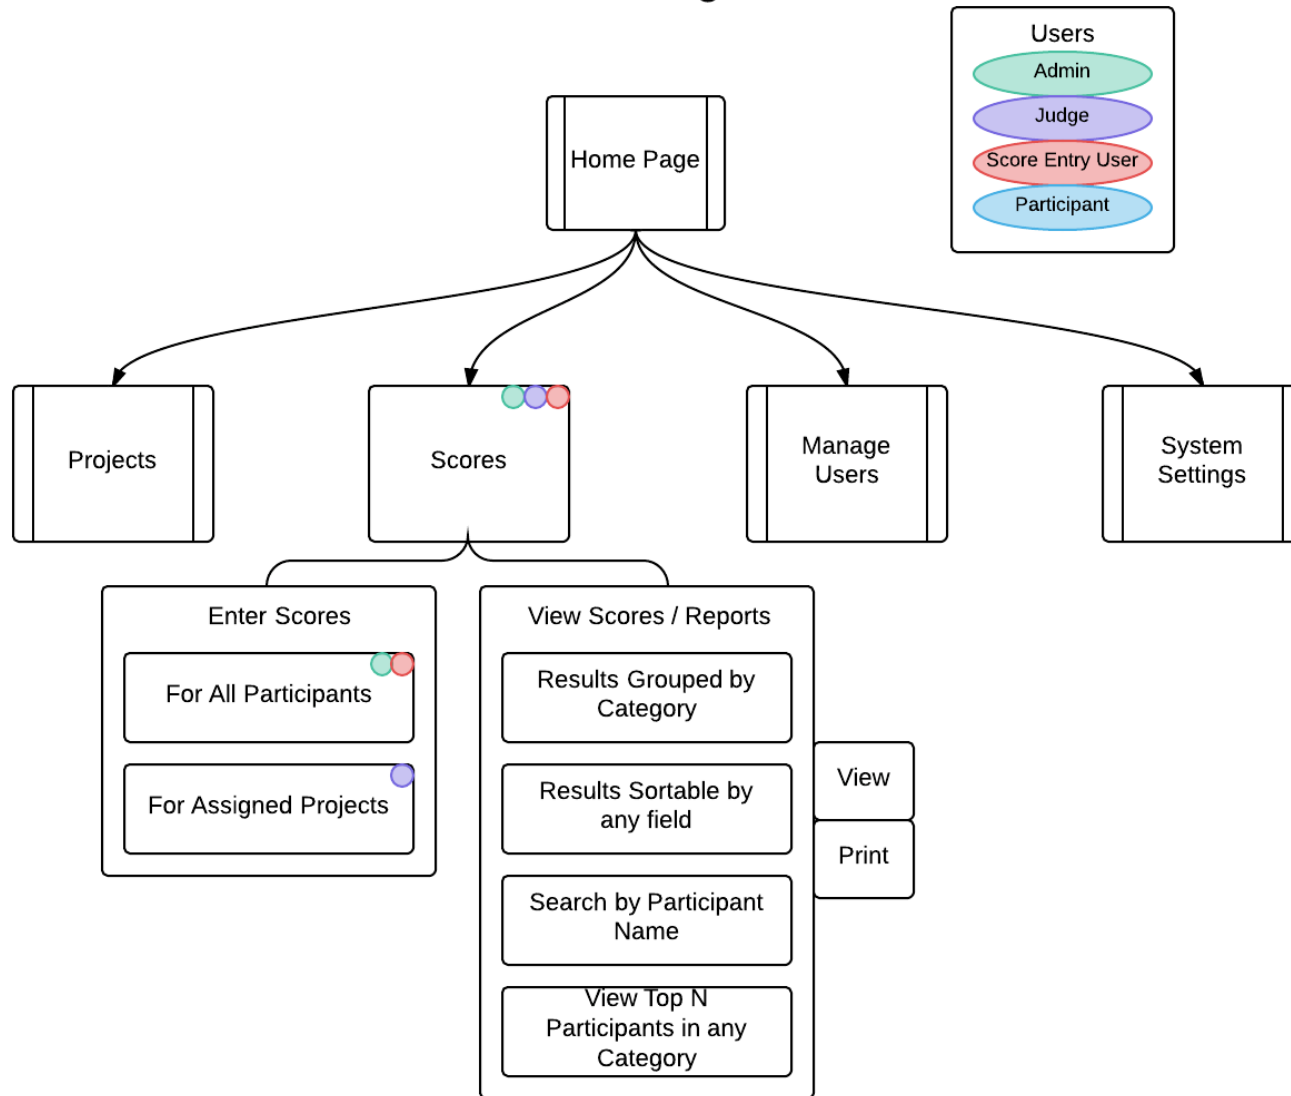 Users
Admin
Judge
Score Entry User
Participant
Home Page
Projects
Scores
Manage
Users
System
Settings
Enter Scores
For All Participants
For Assigned Projects
View Scores / Reports
Results Grouped by
Category
Results Sortable by
any field
Search by Participant
Name
View Top N
Participants in any
Category
View
Print